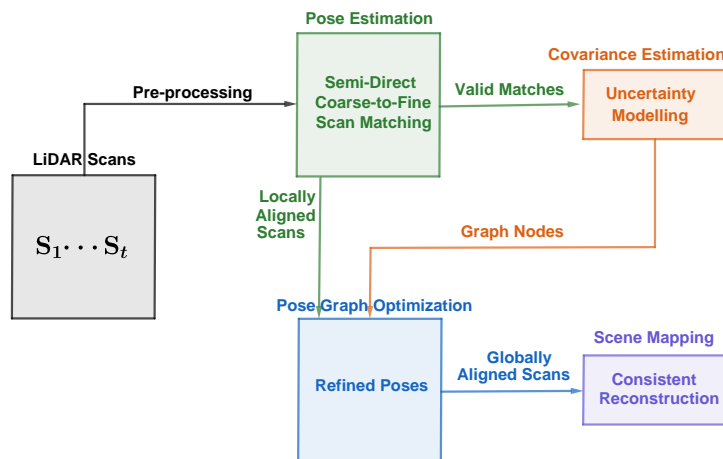 Pose Estimation
Covariance Estimation
Semi-Direct
Coarse-to-Fine
Scan Matching
Pre-processing
Valid Matches
Uncertainty
Modelling
LiDAR Scans
S₁⋯S_t
Locally
Aligned
Scans
Graph Nodes
Pose Graph Optimization
Scene Mapping
Refined Poses
Globally
Aligned Scans
Consistent
Reconstruction